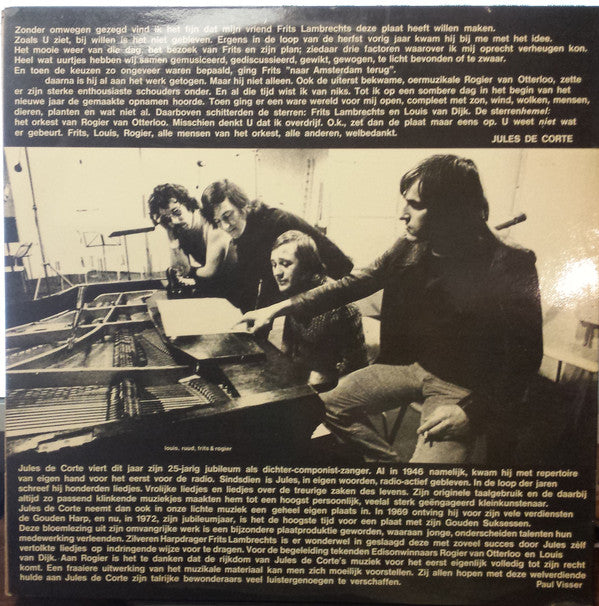 Zonder omwegen gezegd vind ik het fijn dat mijn vriend Frits Lambrechts deze plaat heeft willen maken.
Zoals U ziet, bij willen is het niet gebleven. Ergens in de loop van de herfst vorig jaar kwam hij bij me met het idee.
Het mooie weer van die dag, het bezoek van Frits en zijn plan; ziedaar drie factoren waarover ik mij oprecht verheugen kon.
Heel wat uurtjes hebben wij samen gemusiceerd, gediscussieerd, gewikt, gewogen, te licht bevonden of te zwaar.
En toen de keuzen zo ongeveer waren bepaald, ging Frits "naar Amsterdam terug".
daarna is hij al aan het werk getogen. Maar hij niet alleen. Ook de uiterst bekwame, oermuzikale Rogier van Otterloo, zette
er zijn sterke enthousiaste schouders onder. En al die tijd wist ik van niks. Tot ik op een sombere dag in het begin van het
nieuwe jaar de gemaakte opnamen hoorde. Toen ging er een ware wereld voor mij open, compleet met zon, wind, wolken, mensen,
dieren, planten en wat niet al. Daarboven schitterden de sterren: Frits Lambrechts en Louis van Dijk. De sterrenhemel:
het orkest van Rogier van Otterloo. Misschien denkt U dat ik overdrijf. O.k., zet dan de plaat maar eens op. U weet niet wat
er gebeurt. Frits, Louis, Rogier, alle mensen van het orkest, alle anderen, welbedankt.
JULES DE CORTE
louis, ruud, frits & rogier
Jules de Corte viert dit jaar zijn 25-jarig jubileum als dichter-componist-zanger. Al in 1946 namelijk, kwam hij met repertoire
van eigen hand voor het eerst voor de radio. Sindsdien is Jules, in eigen woorden, radio-actief gebleven. In de loop der jaren
schreef hij honderden liedjes. Vrolijke liedjes en liedjes over de treurige zaken des levens. Zijn originele taalgebruik en de daarbij
altijd zo passend klinkende muziekjes maakten hem tot een hoogst persoonlijk, veelal sterk geëngageerd kleinkunstenaar.
Jules de Corte neemt dan ook in onze lichte muziek een geheel eigen plaats in. In 1969 ontving hij voor zijn vele verdiensten
de Gouden Harp, en nu, in 1972, zijn jubileumjaar, is het de hoogste tijd voor een plaat met zijn Gouden Suksessen.
Deze bloemlezing uit zijn omvangrijke werk is een bijzondere plaatproduktie geworden, waaraan jonge, onderscheiden talenten hun
medewerking verleenden. Zilveren Harpdrager Frits Lambrechts is er wonderwel in geslaagd deze met zoveel succes door Jules zèlf
vertolkte liedjes op indringende wijze voor te dragen. Voor de begeleiding tekenden Edisonwinnaars Rogier van Otterloo en Louis
van Dijk. Aan Rogier is het te danken dat de rijkdom van Jules de Corte's muziek voor het eerst eigenlijk volledig tot zijn recht
komt. Een fraaiere uitwerking van het muzikale materiaal kan men zich moeilijk voorstellen. Zij allen hopen met deze welverdiende
hulde aan Jules de Corte zijn talrijke bewonderaars veel luistergenoegen te verschaffen.
Paul Visser